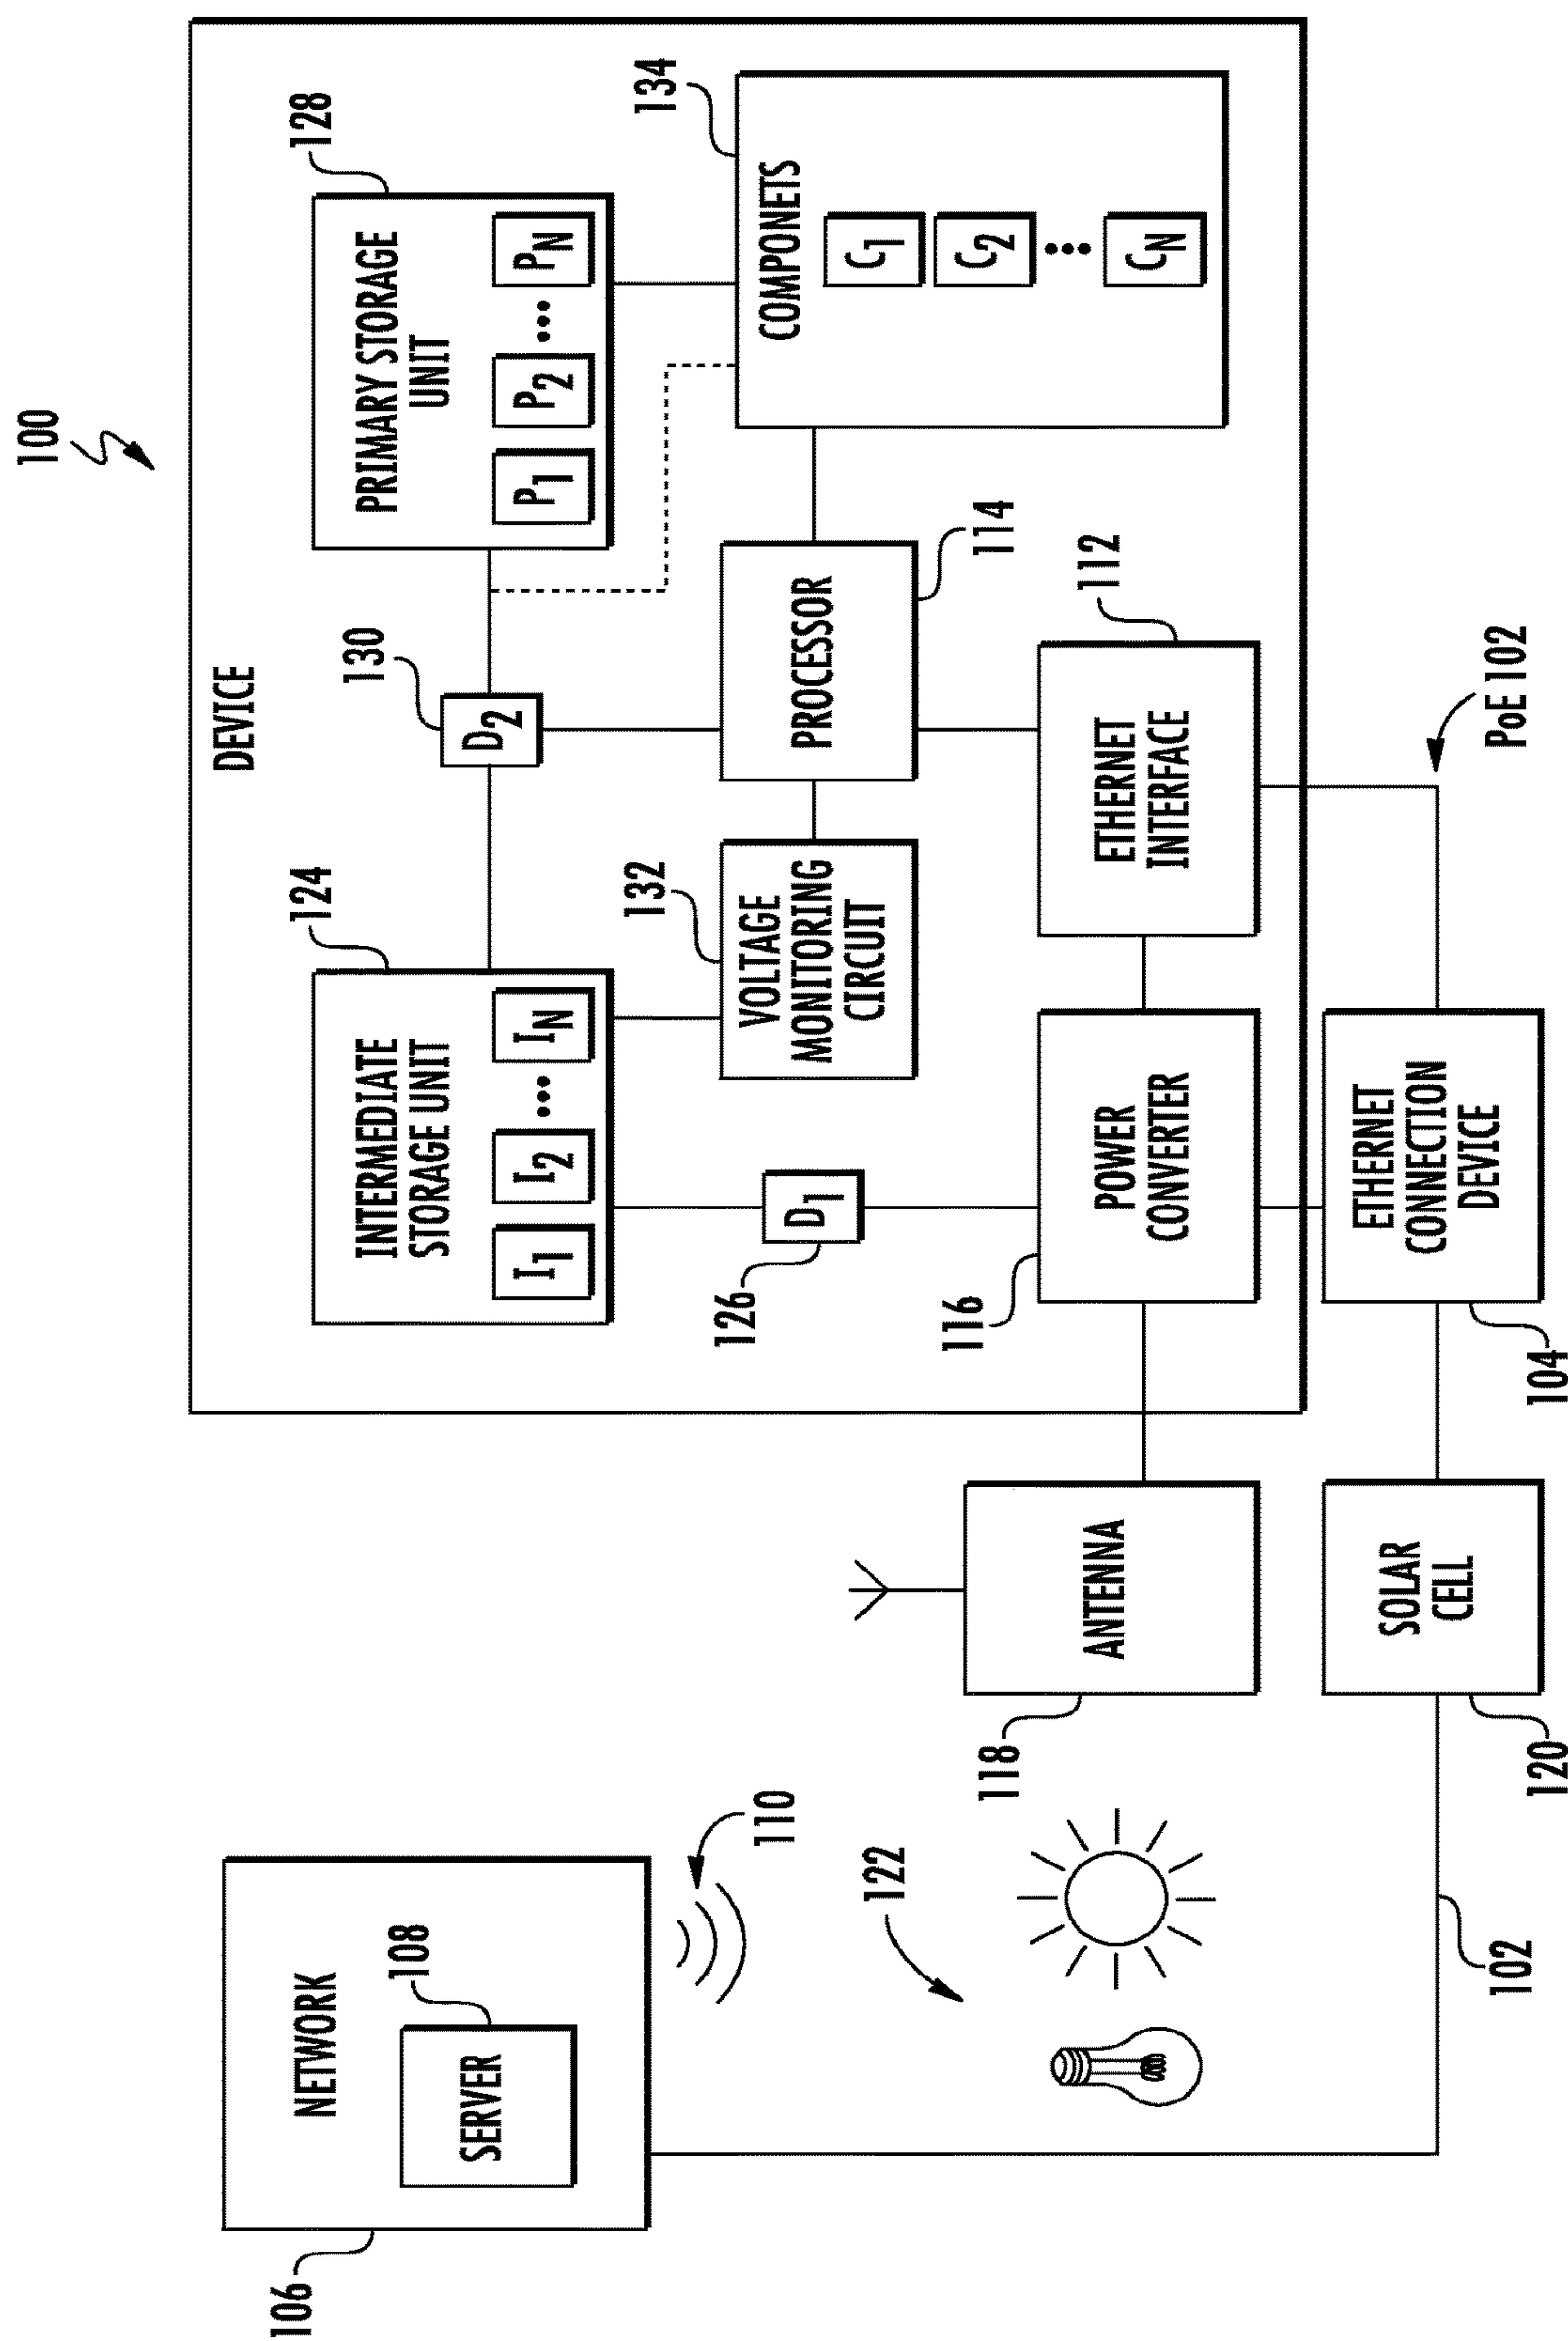 100
DEVICE
124
INTERMEDIATE
STORAGE UNIT
I1 I2 ••• IN
130
D2
128
PRIMARY STORAGE
UNIT
P1 P2 ••• PN
126
D1
132
VOLTAGE
MONITORING
CIRCUIT
PROCESSOR
114
134
COMPONETS
C1
C2
•••
CN
116
POWER
CONVERTER
112
ETHERNET
INTERFACE
106
NETWORK
108
SERVER
110
122
118
ANTENNA
120
SOLAR
CELL
104
ETHERNET
CONNECTION
DEVICE
PoE 102
102